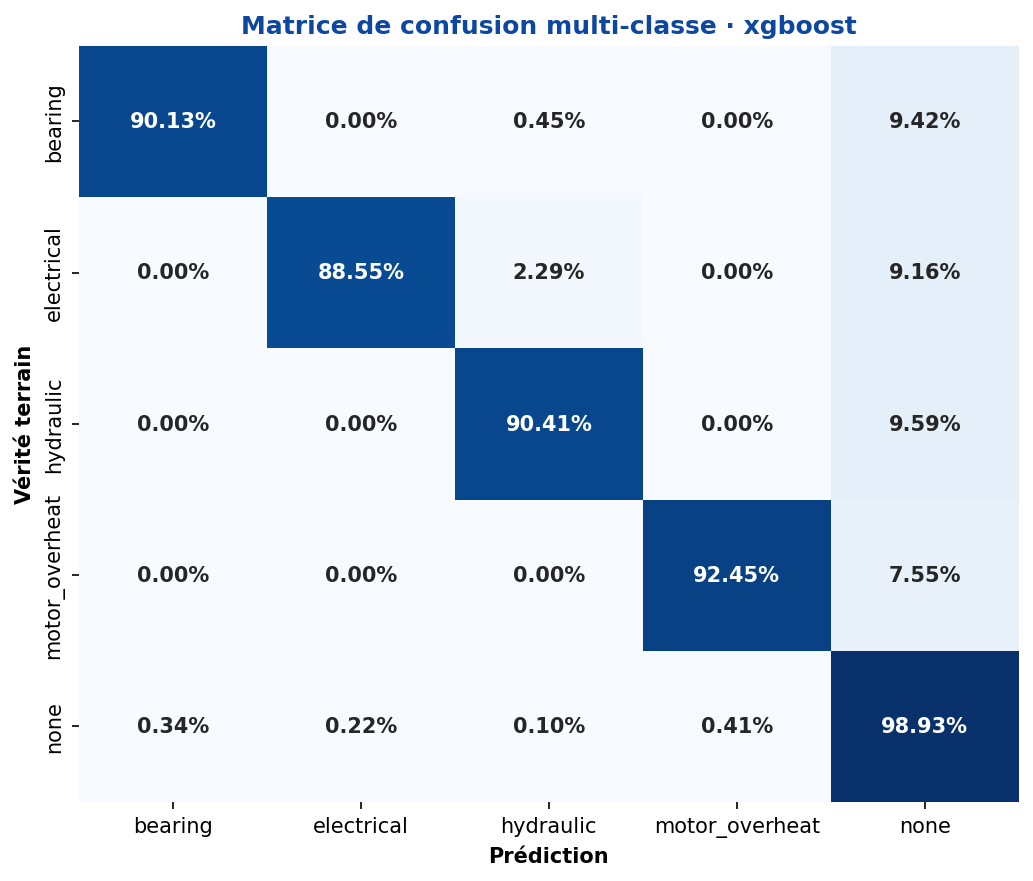 Matrice de confusion multi-classe · xgboost
Vérité terrain
bearing
90.13% 0.00% 0.45% 0.00% 9.42%
electrical
0.00% 88.55% 2.29% 0.00% 9.16%
hydraulic
0.00% 0.00% 90.41% 0.00% 9.59%
motor_overheat
0.00% 0.00% 0.00% 92.45% 7.55%
none
0.34% 0.22% 0.10% 0.41% 98.93%
bearing electrical hydraulic motor_overheat none
Prédiction